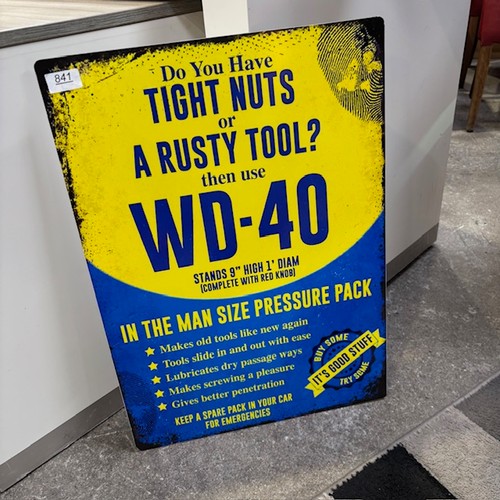 841
Do You Have
TIGHT NUTS
or
A RUSTY TOOL?
then use
WD-40
STANDS 9" HIGH 1' DIAM
(COMPLETE WITH RED KNOB)
IN THE MAN SIZE PRESSURE PACK
★ Makes old tools like new again
★ Tools slide in and out with ease
★ Lubricates dry passage ways
★ Makes screwing a pleasure
★ Gives better penetration
KEEP A SPARE PACK IN YOUR CAR
FOR EMERGENCIES
BUY SOME
IT'S GOOD STUFF
TRY SOME